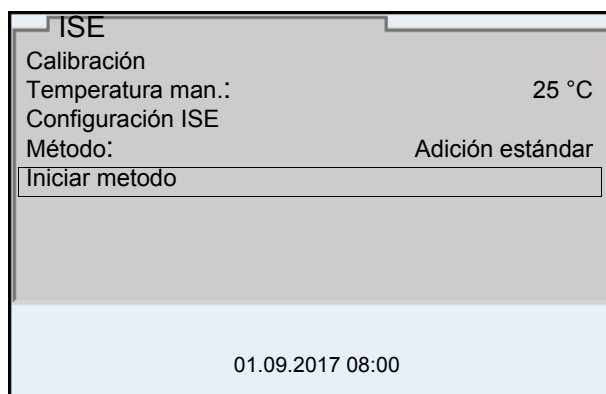 ISE
Calibración
Temperatura man.: 25 °C
Configuración ISE
Método: Adición estándar
Iniciar metodo
01.09.2017 08:00